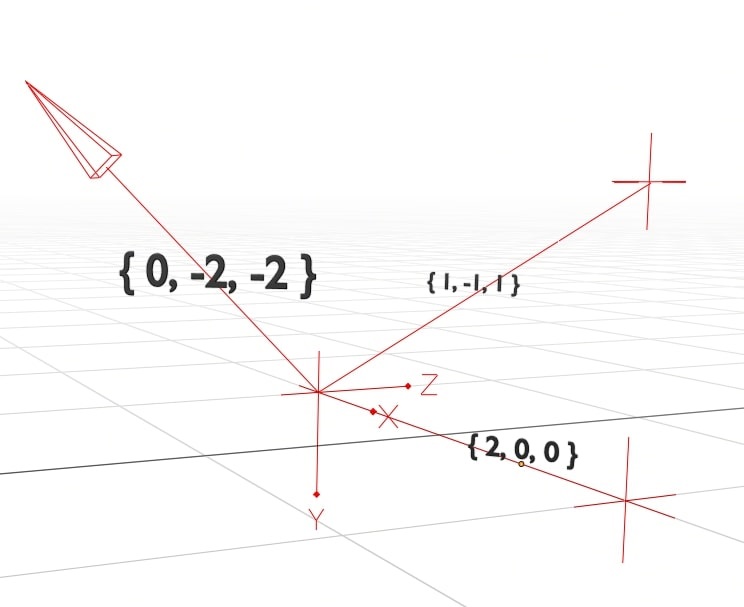 { 0, -2, -2 }
{ 1, -1, 1 }
Z
X
{ 2, 0, 0 }
Y